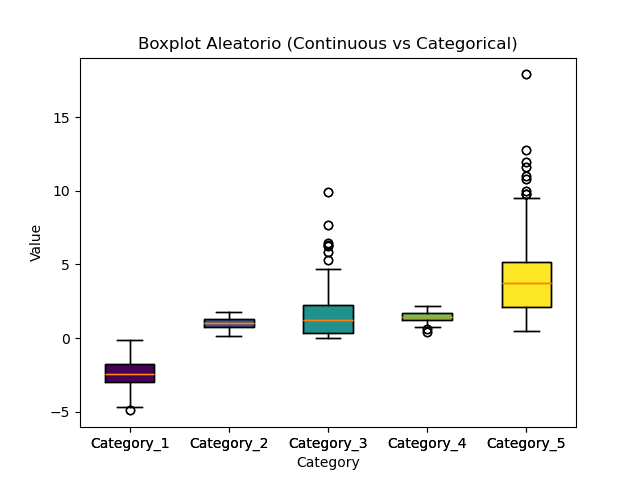 Boxplot Aleatorio (Continuous vs Categorical)
Value
15
10
5
0
−5
Category_1 Category_2 Category_3 Category_4 Category_5
Category